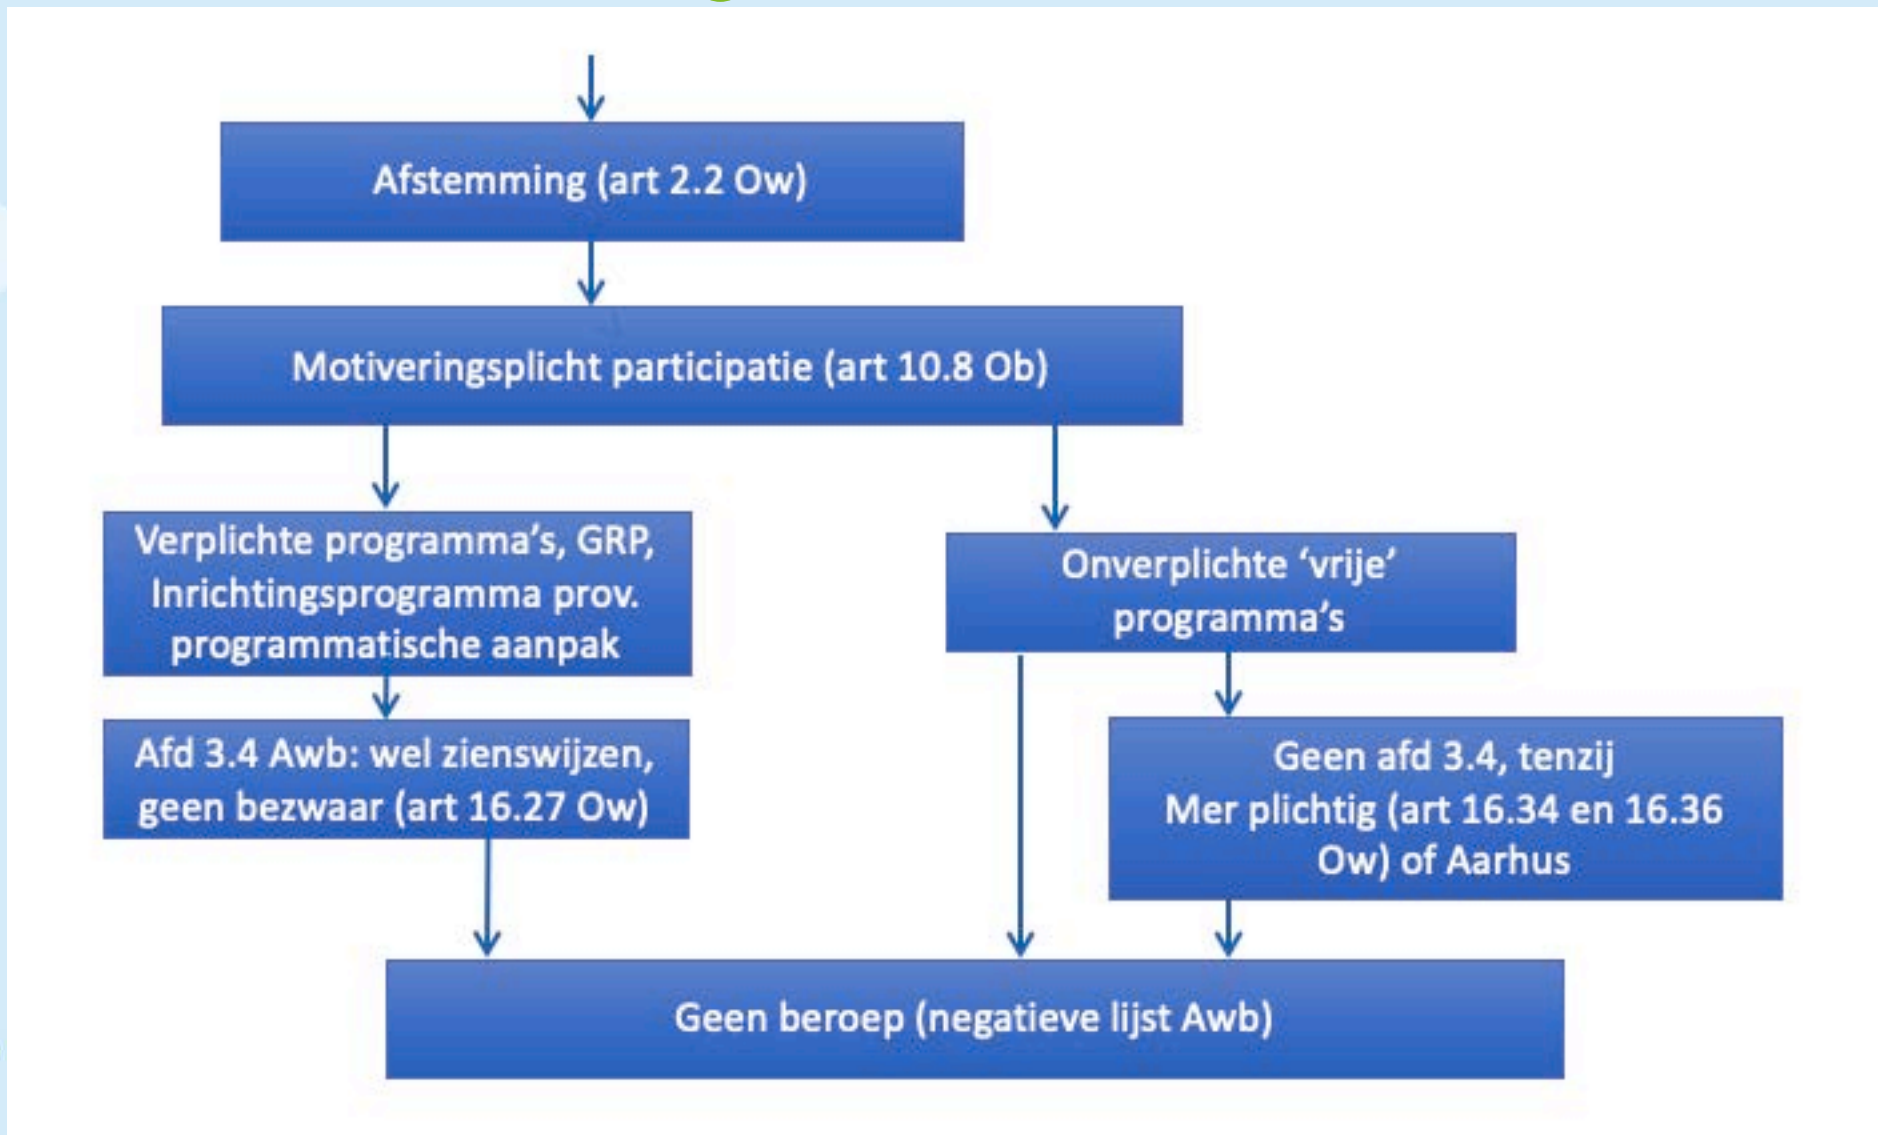 Afstemming (art 2.2 Ow)
Motiveringsplicht participatie (art 10.8 Ob)
Verplichte programma's, GRP,
Inrichtingsprogramma prov.
programmatische aanpak
Onverplichte ‘vrije’
programma's
Afd 3.4 Awb: wel zienswijzen,
geen bezwaar (art 16.27 Ow)
Geen afd 3.4, tenzij
Mer plichtig (art 16.34 en 16.36
Ow) of Aarhus
Geen beroep (negatieve lijst Awb)